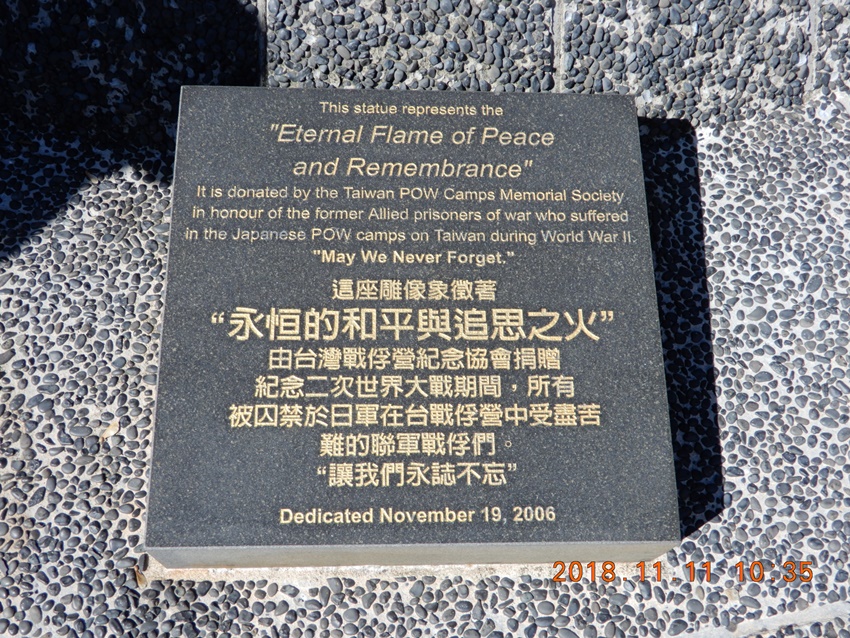 This statue represents the
"Eternal Flame of Peace
and Remembrance"
It is donated by the Taiwan POW Camps Memorial Society
in honour of the former Allied prisoners of war who suffered
in the Japanese POW camps on Taiwan during World War II.
"May We Never Forget."
這座雕像象徵著
“永恒的和平與追思之火”
由台灣戰俘營紀念協會捐贈
紀念二次世界大戰期間，所有
被囚禁於日軍在台戰俘營中受盡苦
難的聯軍戰俘們。
“讓我們永誌不忘”
Dedicated November 19, 2006
2018.11.11 10:35